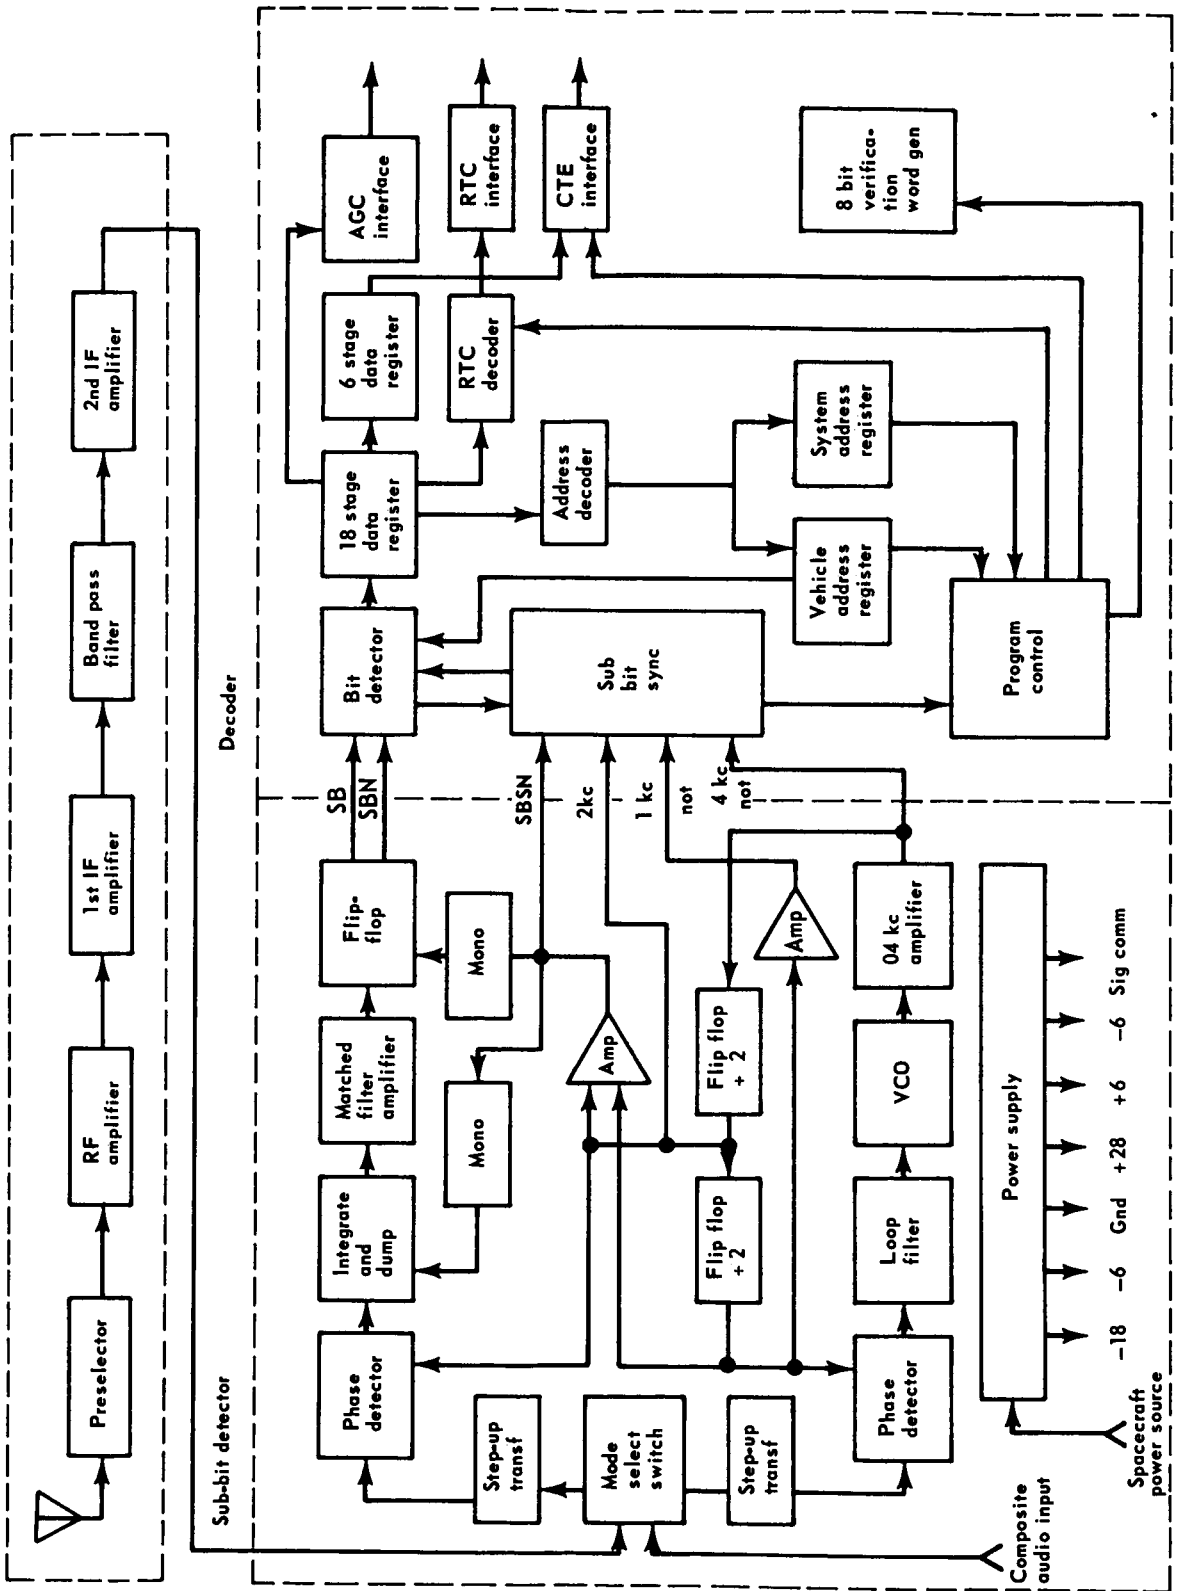 Preselector
RF
amplifier
1st IF
amplifier
Band pass
filter
2nd IF
amplifier
Sub-bit detector
Decoder
Phase
detector
Integrate
and
dump
Matched
filter
amplifier
Flip-
flop
SB
SBN
Bit
detector
18 stage
data
register
6 stage
data
register
AGC
interface
Step-up
transf
Mono
Mono
RTC
decoder
RTC
interface
Mode
select
switch
Amp
SBSN
2kc
1 kc
not
4 kc
not
Sub
bit
sync
Address
decoder
CTE
interface
Step-up
transf
Flip flop
÷ 2
Flip flop
÷ 2
Amp
Vehicle
address
register
System
address
register
8 bit
verifica-
tion
word gen
Phase
detector
Loop
filter
VCO
04 kc
amplifier
Program
control
Power supply
Composite
audio input
Spacecraft
power source
-18
-6
Gnd
+28
+6
-6
Sig comm